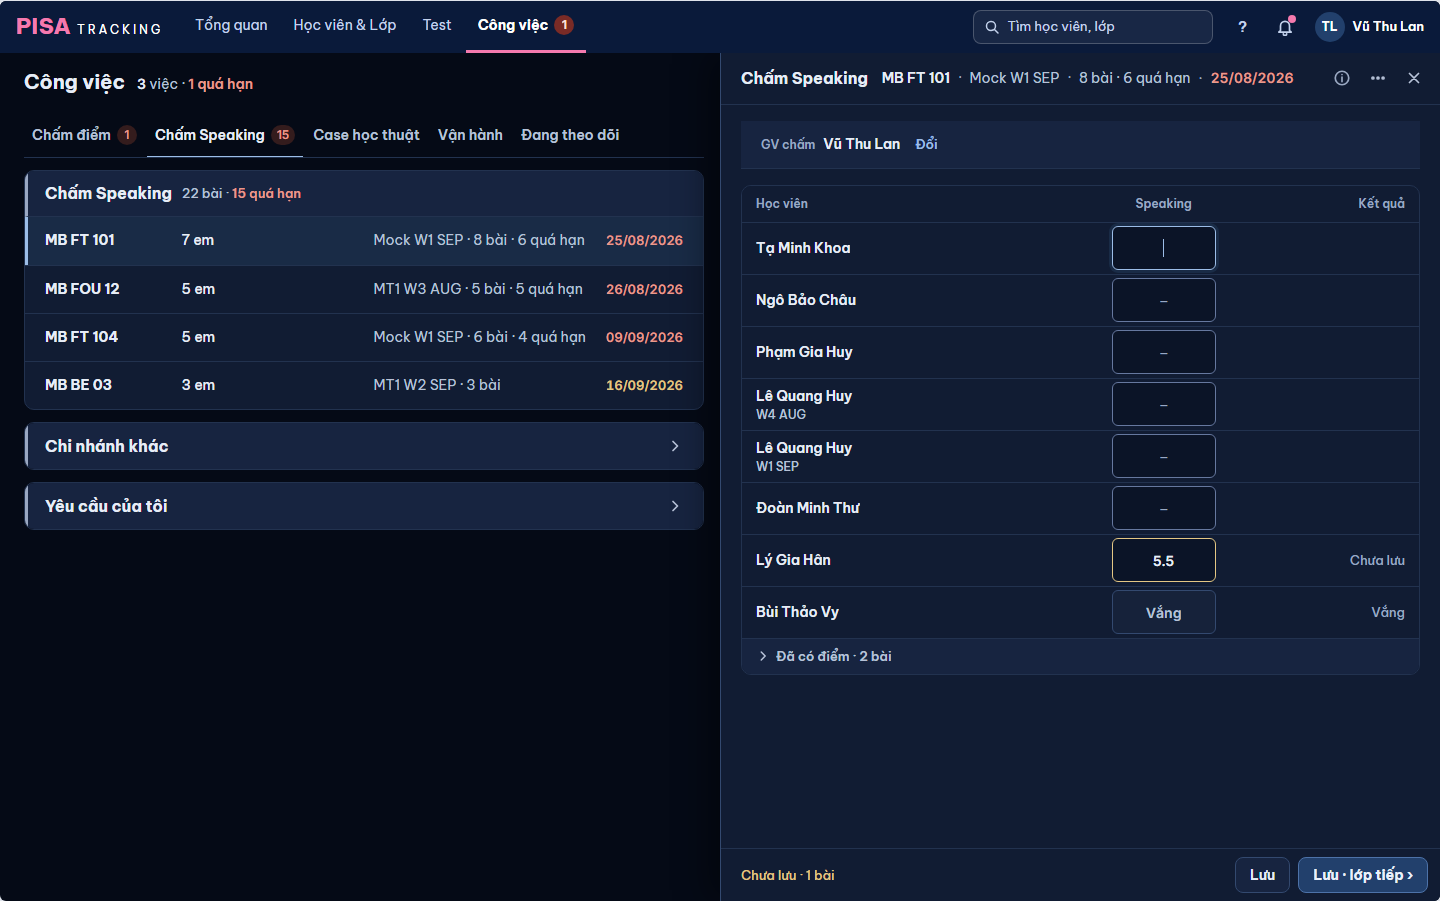 PISA TRACKING Tổng quan Học viên & Lớp Test Công việc 1 Tìm học viên, lớp ? TL Vũ Thu Lan
Công việc 3 việc · 1 quá hạn
Chấm điểm 1 Chấm Speaking 15 Case học thuật Vận hành Đang theo dõi
Chấm Speaking 22 bài · 15 quá hạn
MB FT 101 7 em Mock W1 SEP · 8 bài · 6 quá hạn 25/08/2026
MB FOU 12 5 em MT1 W3 AUG · 5 bài · 5 quá hạn 26/08/2026
MB FT 104 5 em Mock W1 SEP · 6 bài · 4 quá hạn 09/09/2026
MB BE 03 3 em MT1 W2 SEP · 3 bài 16/09/2026
Chi nhánh khác
Yêu cầu của tôi
Chấm Speaking MB FT 101 · Mock W1 SEP · 8 bài · 6 quá hạn · 25/08/2026
GV chấm Vũ Thu Lan Đổi
Học viên Speaking Kết quả
Tạ Minh Khoa
Ngô Bảo Châu –
Phạm Gia Huy –
Lê Quang Huy –
W4 AUG
Lê Quang Huy –
W1 SEP
Đoàn Minh Thư –
Lý Gia Hân 5.5 Chưa lưu
Bùi Thảo Vy Vắng Vắng
Đã có điểm · 2 bài
Chưa lưu · 1 bài Lưu Lưu · lớp tiếp ›